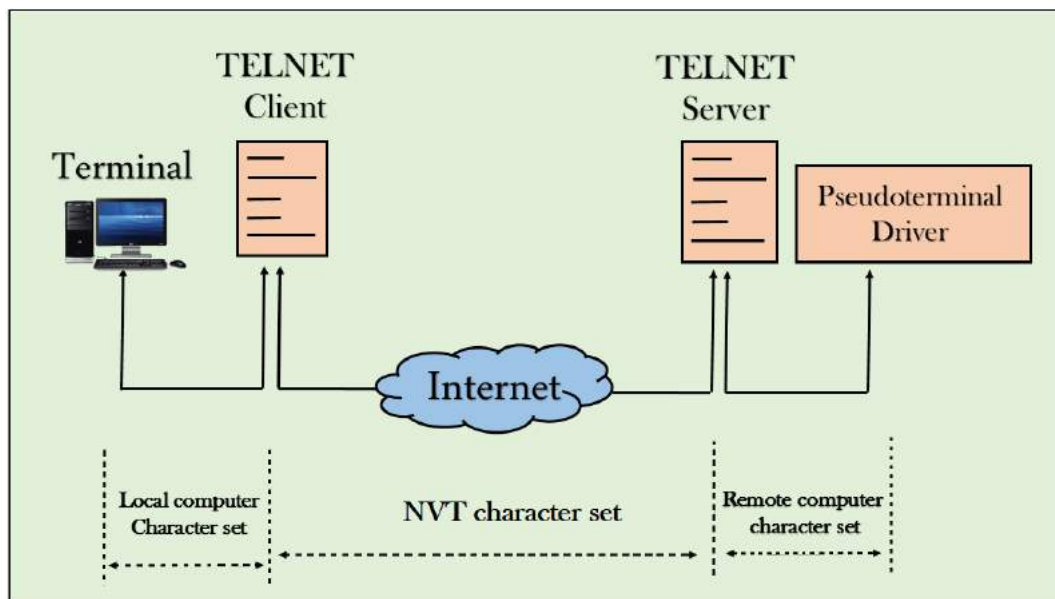 TELNET
Client
TELNET
Server
Terminal
Pseudoterminal
Driver
Internet
Local computer
Character set
NVT character set
Remote computer
character set